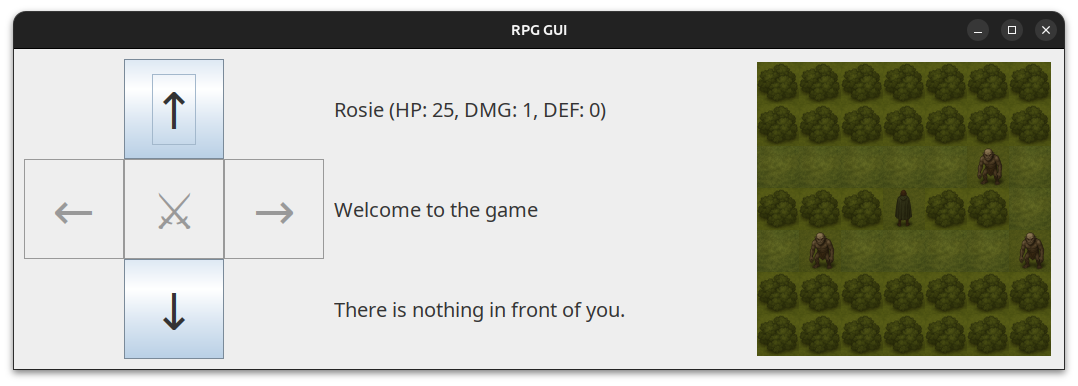 RPG GUI
↑
Rosie (HP: 25, DMG: 1, DEF: 0)
← ⚔ →
Welcome to the game
↓
There is nothing in front of you.